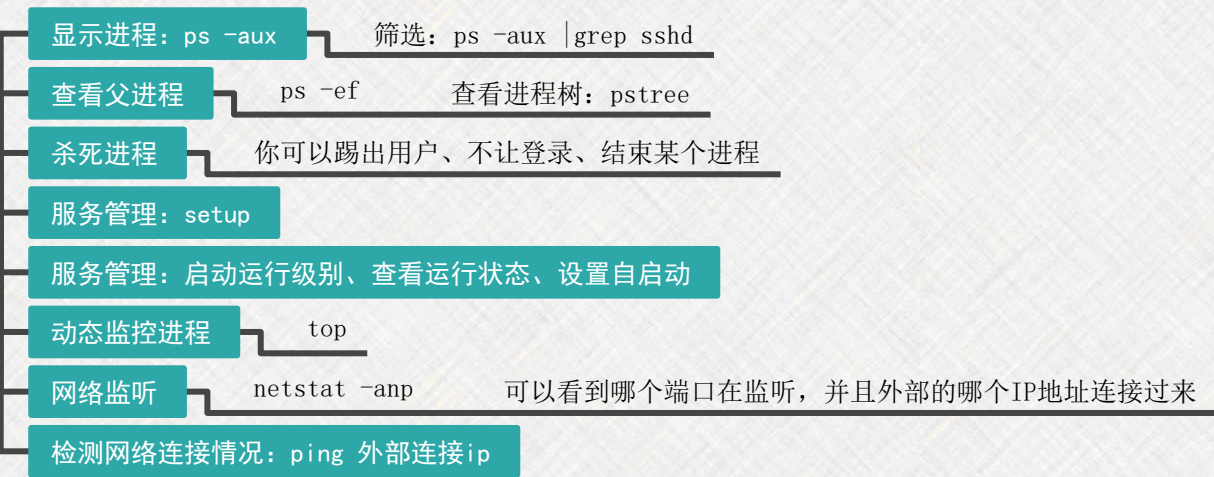 显示进程：ps -aux 筛选：ps -aux |grep sshd
查看父进程 ps -ef 查看进程树：pstree
杀死进程 你可以踢出用户、不让登录、结束某个进程
服务管理：setup
服务管理：启动运行级别、查看运行状态、设置自启动
动态监控进程 top
网络监听 netstat -anp 可以看到哪个端口在监听，并且外部的哪个IP地址连接过来
检测网络连接情况：ping 外部连接ip